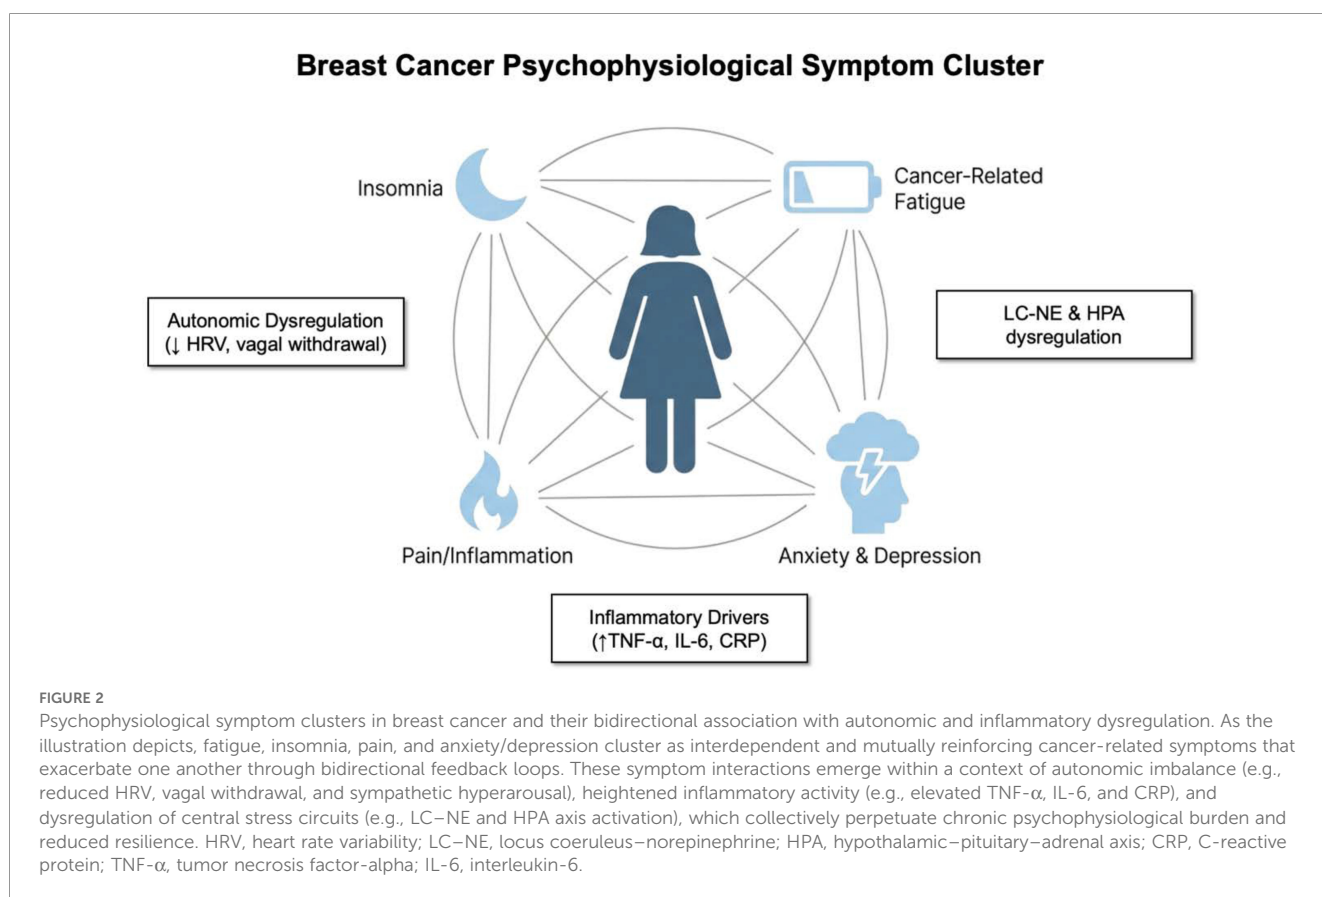 Breast Cancer Psychophysiological Symptom Cluster
Insomnia
Cancer-Related
Fatigue
Autonomic Dysregulation
(↓ HRV, vagal withdrawal)
LC-NE & HPA
dysregulation
Pain/Inflammation
Anxiety & Depression
Inflammatory Drivers
(↑TNF-α, IL-6, CRP)
FIGURE 2
Psychophysiological symptom clusters in breast cancer and their bidirectional association with autonomic and inflammatory dysregulation. As the
illustration depicts, fatigue, insomnia, pain, and anxiety/depression cluster as interdependent and mutually reinforcing cancer-related symptoms that
exacerbate one another through bidirectional feedback loops. These symptom interactions emerge within a context of autonomic imbalance (e.g.,
reduced HRV, vagal withdrawal, and sympathetic hyperarousal), heightened inflammatory activity (e.g., elevated TNF-α, IL-6, and CRP), and
dysregulation of central stress circuits (e.g., LC–NE and HPA axis activation), which collectively perpetuate chronic psychophysiological burden and
reduced resilience. HRV, heart rate variability; LC–NE, locus coeruleus–norepinephrine; HPA, hypothalamic–pituitary–adrenal axis; CRP, C-reactive
protein; TNF-α, tumor necrosis factor-alpha; IL-6, interleukin-6.